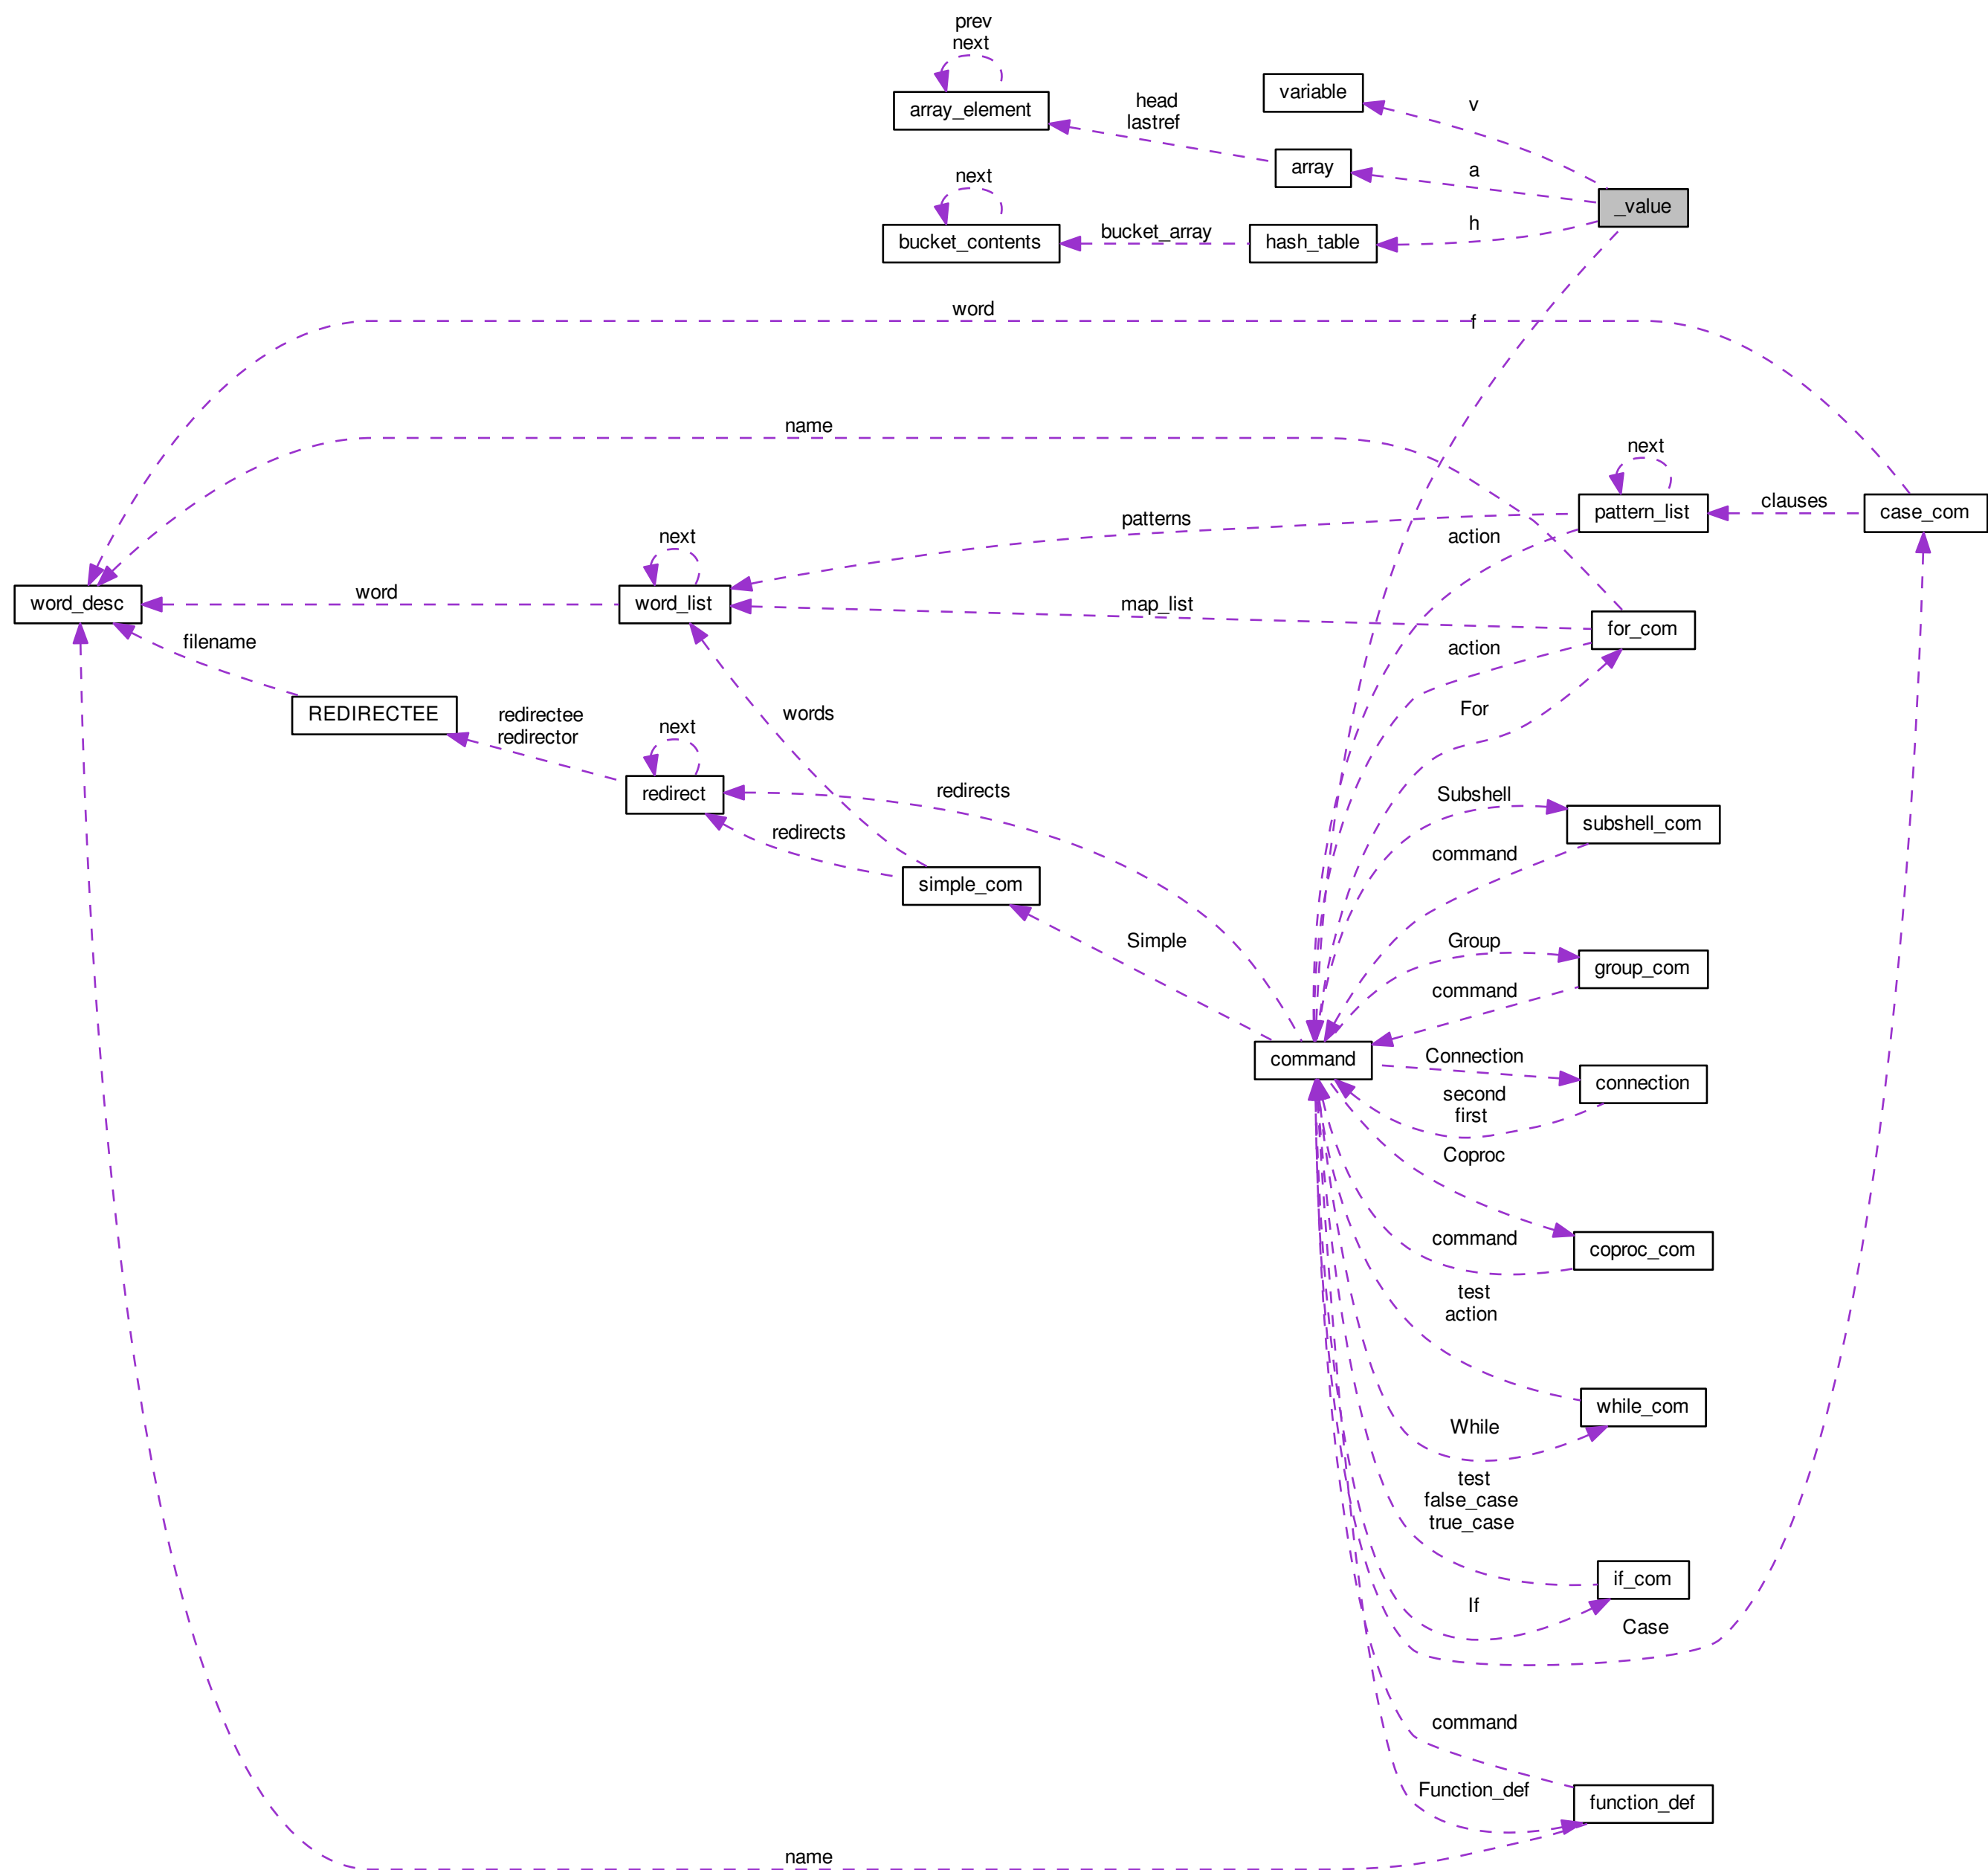 prev
next
array_element
head
lastref
variable
v
array
a
_value
next
bucket_contents
bucket_array
hash_table
h
word
f
name
next
pattern_list
clauses
case_com
patterns
action
next
word_desc
word
word_list
map_list
for_com
filename
action
REDIRECTEE
redirectee
redirector
next
words
For
redirect
redirects
Subshell
subshell_com
redirects
command
simple_com
Simple
Group
group_com
command
command
Connection
connection
second
first
Coproc
command
coproc_com
test
action
while_com
While
test
false_case
true_case
if_com
If
Case
command
Function_def
function_def
name